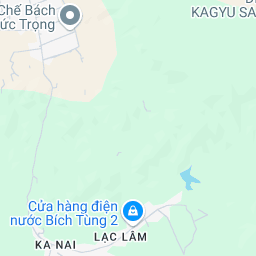 Chế Bách
ức Trọng
KAGYU SA
Cửa hàng điện
nước Bích Tùng 2
LẠC LÂM
KA NAI